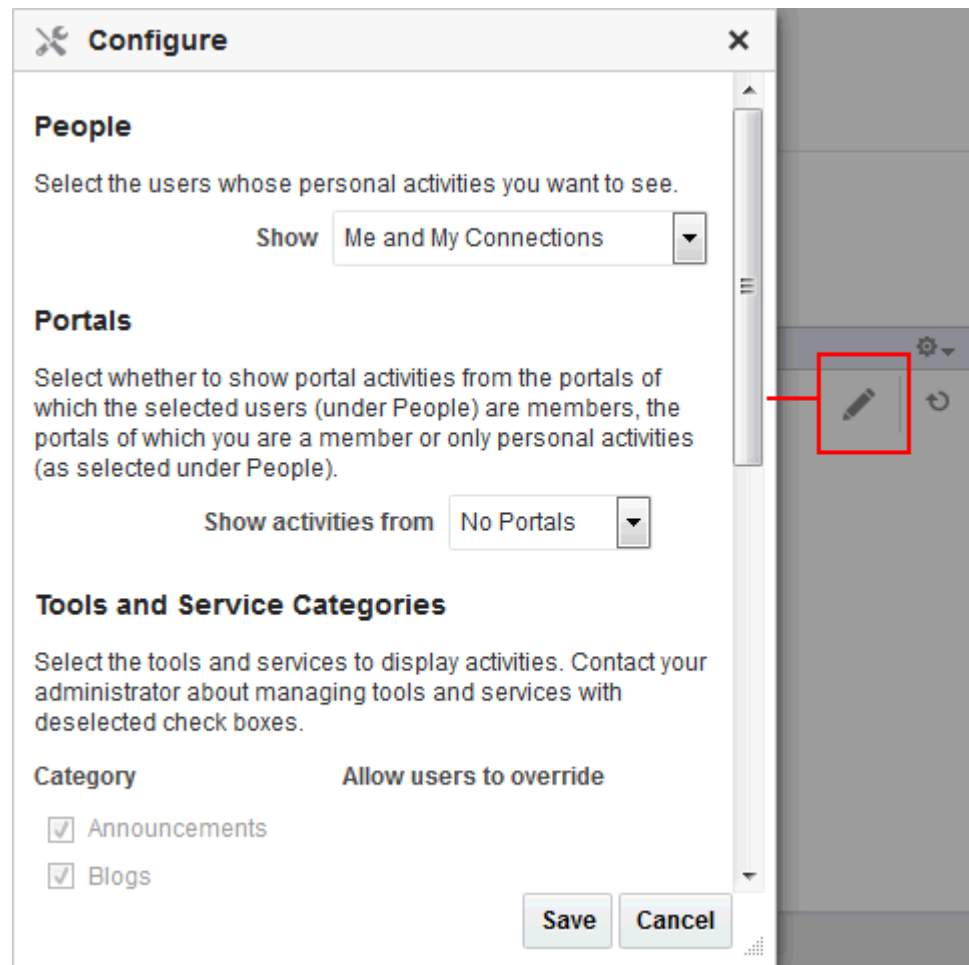 Configure
People
Select the users whose personal activities you want to see.
Show Me and My Connections
Portals
Select whether to show portal activities from the portals of
which the selected users (under People) are members, the
portals of which you are a member or only personal activities
(as selected under People).
Show activities from No Portals
Tools and Service Categories
Select the tools and services to display activities. Contact your
administrator about managing tools and services with
deselected check boxes.
Category Allow users to override
Announcements
Blogs
Save Cancel